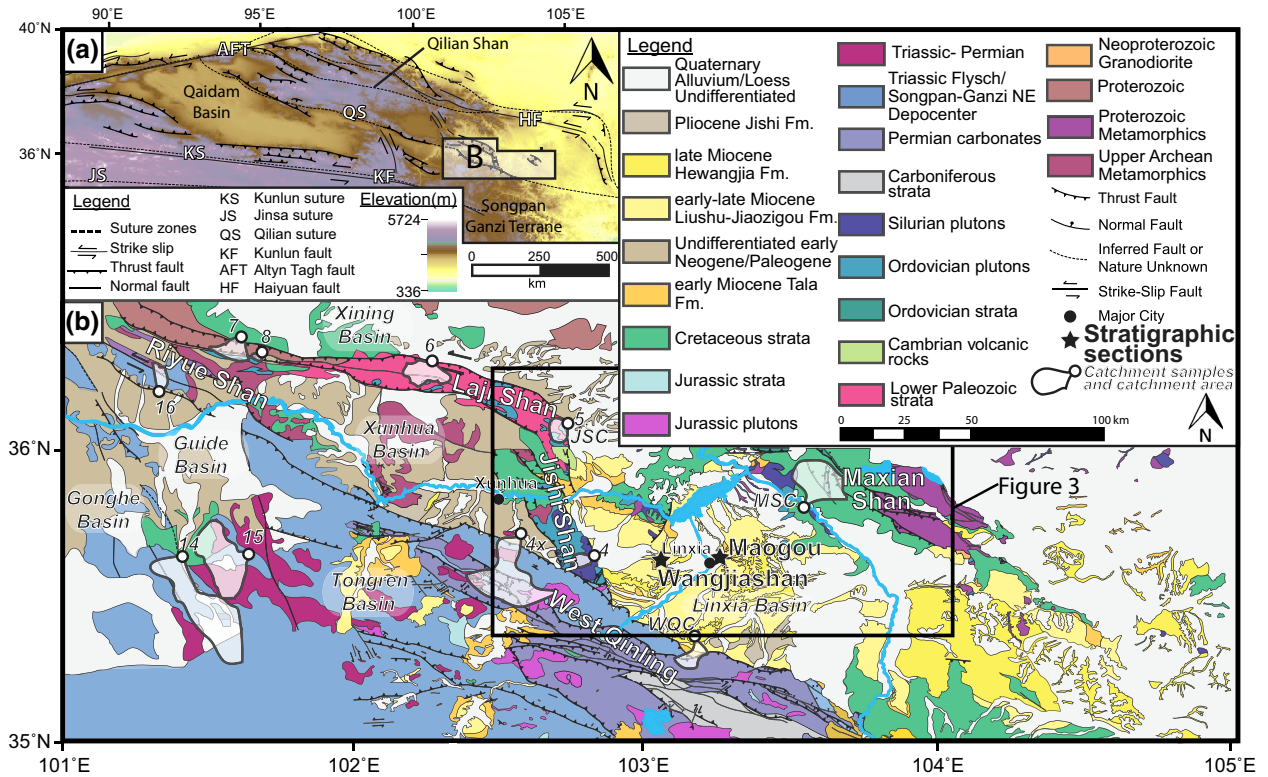 90°E 95°E 100°E 105°E
40°N
36°N
(a)
AFT
Qilian Shan
Qaidam
Basin
QS
HF
KS
JS
KF
B
N
Songpan
Ganzi Terrane
Legend
Suture zones
Strike slip
Thrust fault
Normal fault
KS Kunlun suture
JS Jinsa suture
QS Qilian suture
KF Kunlun fault
AFT Altyn Tagh fault
HF Haiyuan fault
Elevation(m)
5724
336
0 250 500
km
Legend
Quaternary
Alluvium/Loess
Undifferentiated
Pliocene Jishi Fm.
late Miocene
Hewangjia Fm.
early-late Miocene
Liushu-Jiaozigou Fm.
Undifferentiated early
Neogene/Paleogene
early Miocene Tala
Fm.
Cretaceous strata
Jurassic strata
Jurassic plutons
Triassic- Permian
Triassic Flysch/
Songpan-Ganzi NE
Depocenter
Permian carbonates
Carboniferous
strata
Silurian plutons
Ordovician plutons
Ordovician strata
Cambrian volcanic
rocks
Lower Paleozoic
strata
Neoproterozoic
Granodiorite
Proterozoic
Proterozoic
Metamorphics
Upper Archean
Metamorphics
Thrust Fault
Normal Fault
Inferred Fault or
Nature Unknown
Strike-Slip Fault
Major City
Stratigraphic
sections
Catchment samples
and catchment area
0 25 50 100 km
N
(b)
Xining
Basin
7
8
6
Riyue Shan
Laji Shan
16
5
JSC
Guide
Basin
Xunhua
Basin
36°N
Jishi Shan
Xunhua
Gonghe
Basin
MSC
Maxian
Shan
Figure 3
14
15
4x
4
Linxia
Maogou
Wangjiashan
Tongren
Basin
Linxia Basin
West Qinling
WQC
35°N
101°E 102°E 103°E 104°E 105°E